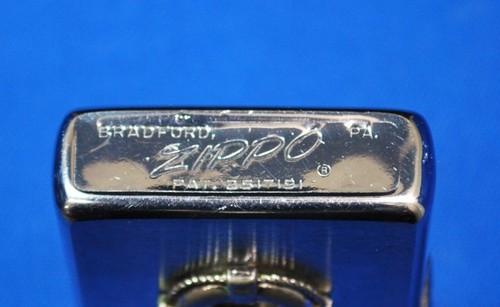 BRADFORD, PA.
ZIPPO ®
PAT. 2517191